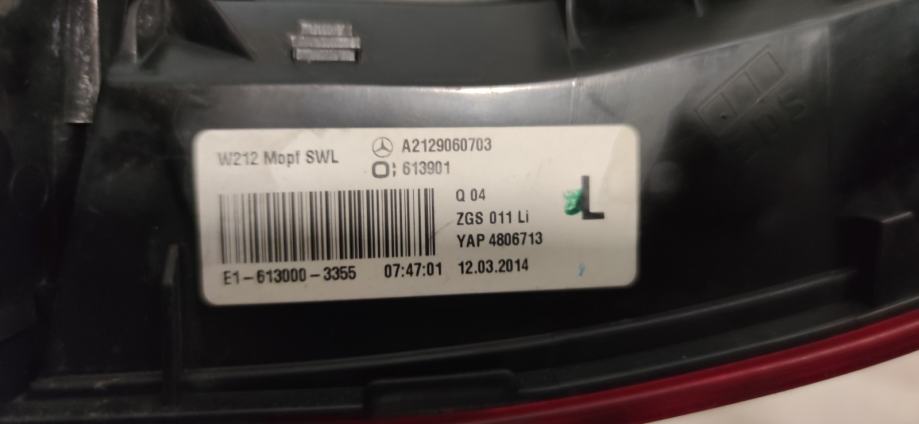 W212 Mopf SWL
A2129060703
613901
Q 04
L
ZGS 011 Li
YAP 4806713
E1-613000-3355 07:47:01 12.03.2014